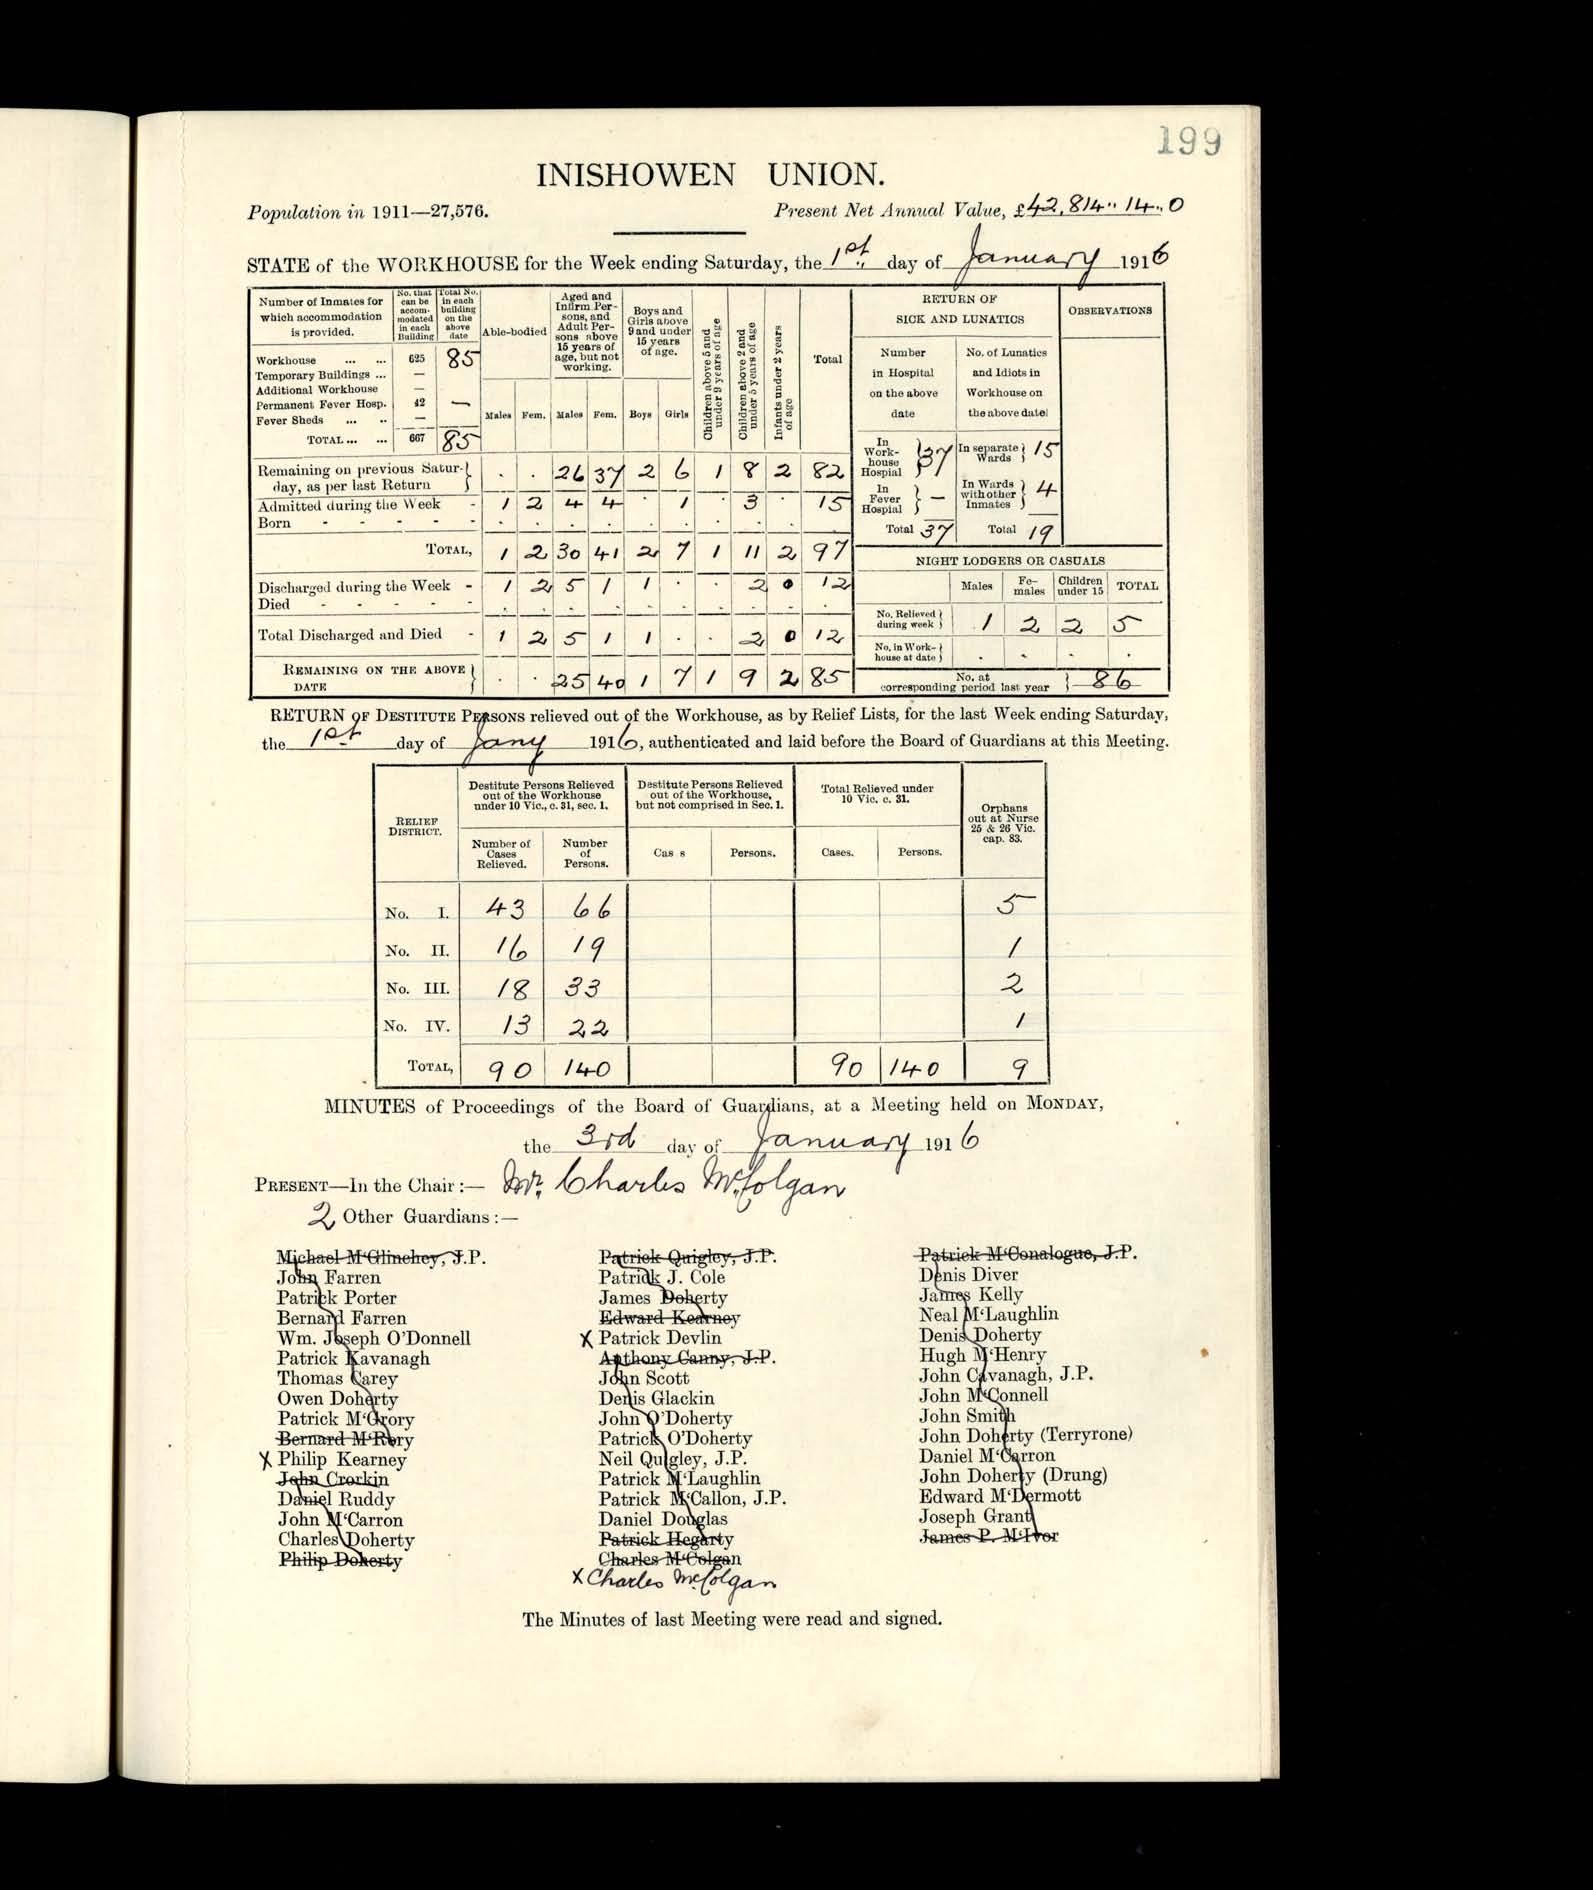 199
INISHOWEN UNION.
Population in 1911—27,576. Present Net Annual Value, £42,814 ,, 14 ,, 0
STATE of the WORKHOUSE for the Week ending Saturday, the 1st., day of January 1916
Number of Inmates for which accommodation is provided. | No. that can be accom- modated in each Building | Total No. in each building on the above date | Able-bodied | Aged and Infirm Per- sons, and Adult Per- sons above 15 years of age, but not working. | Boys and Girls above 9 and under 15 years of age. | Children above 5 and under 9 years of age | Children above 2 and under 5 years of age | Infants under 2 years of age | Total
Workhouse ... ... 625 85
Temporary Buildings ... —
Additional Workhouse —
Permanent Fever Hosp. 42 —
Fever Sheds ... .. —
TOTAL ... ... 667 85
Males Fem. Males Fem. Boys Girls
Remaining on previous Satur- day, as per last Return } . . 26 37 2 6 1 8 2 82
Admitted during the Week - 1 2 4 4 . 1 . 3 . 15
Born - - - - - . . . . . . . . . .
TOTAL, 1 2 30 41 2 7 1 11 2 97
Discharged during the Week - 1 2 5 1 1 . . 2 0 12
Died - - - - - . . . . . . . . . .
Total Discharged and Died - 1 2 5 1 1 . . 2 0 12
REMAINING ON THE ABOVE DATE } . . 25 40 1 7 1 9 2 85
RETURN OF
SICK AND LUNATICS
OBSERVATIONS
Number in Hospital on the above date
No. of Lunatics and Idiots in Workhouse on the above date
In Work- house Hospital } 37 In separate Wards } 15
In Fever Hospital } — In Wards with other Inmates } 4
Total 37 Total 19
NIGHT LODGERS OR CASUALS
Males Fe- males Children under 15 TOTAL
No. Relieved during week } 1 2 2 5
No. in Work- house at date } . . . .
No. at corresponding period last year } 86
RETURN OF DESTITUTE PERSONS relieved out of the Workhouse, as by Relief Lists, for the last Week ending Saturday,
the 1st day of Jany 1916, authenticated and laid before the Board of Guardians at this Meeting.
RELIEF DISTRICT. | Destitute Persons Relieved out of the Workhouse under 10 Vic., c. 31, sec. 1. | Destitute Persons Relieved out of the Workhouse, but not comprised in Sec. 1. | Total Relieved under 10 Vic. c. 31. | Orphans out at Nurse 25 & 26 Vic. cap. 83.
Number of Cases Relieved. Number of Persons. Cas s Persons. Cases. Persons.
No. I. 43 66 5
No. II. 16 19 1
No. III. 18 33 2
No. IV. 13 22 1
TOTAL, 90 140 90 140 9
MINUTES of Proceedings of the Board of Guardians, at a Meeting held on MONDAY,
the 3rd day of January 1916
PRESENT—In the Chair :— Mr. Charles McColgan
2 Other Guardians :—
Michael M'Glinchey, J.P.
John Farren
Patrick Porter
Bernard Farren
Wm. Joseph O'Donnell
Patrick Kavanagh
Thomas Carey
Owen Doherty
Patrick M'Grory
Bernard M'Rory
X Philip Kearney
John Crorkin
Daniel Ruddy
John M'Carron
Charles Doherty
Philip Doherty
Patrick Quigley, J.P.
Patrick J. Cole
James Doherty
Edward Kearney
X Patrick Devlin
Anthony Canny, J.P.
John Scott
Denis Glackin
John O'Doherty
Patrick O'Doherty
Neil Quigley, J.P.
Patrick M'Laughlin
Patrick M'Callon, J.P.
Daniel Douglas
Patrick Hegarty
Charles M'Colgan
X Charles McColgan
Patrick M'Conalogue, J.P.
Denis Diver
James Kelly
Neal M'Laughlin
Denis Doherty
Hugh M'Henry
John Cavanagh, J.P.
John M'Connell
John Smith
John Doherty (Terryrone)
Daniel M'Carron
John Doherty (Drung)
Edward M'Dermott
Joseph Grant
James P. M'Ivor
The Minutes of last Meeting were read and signed.